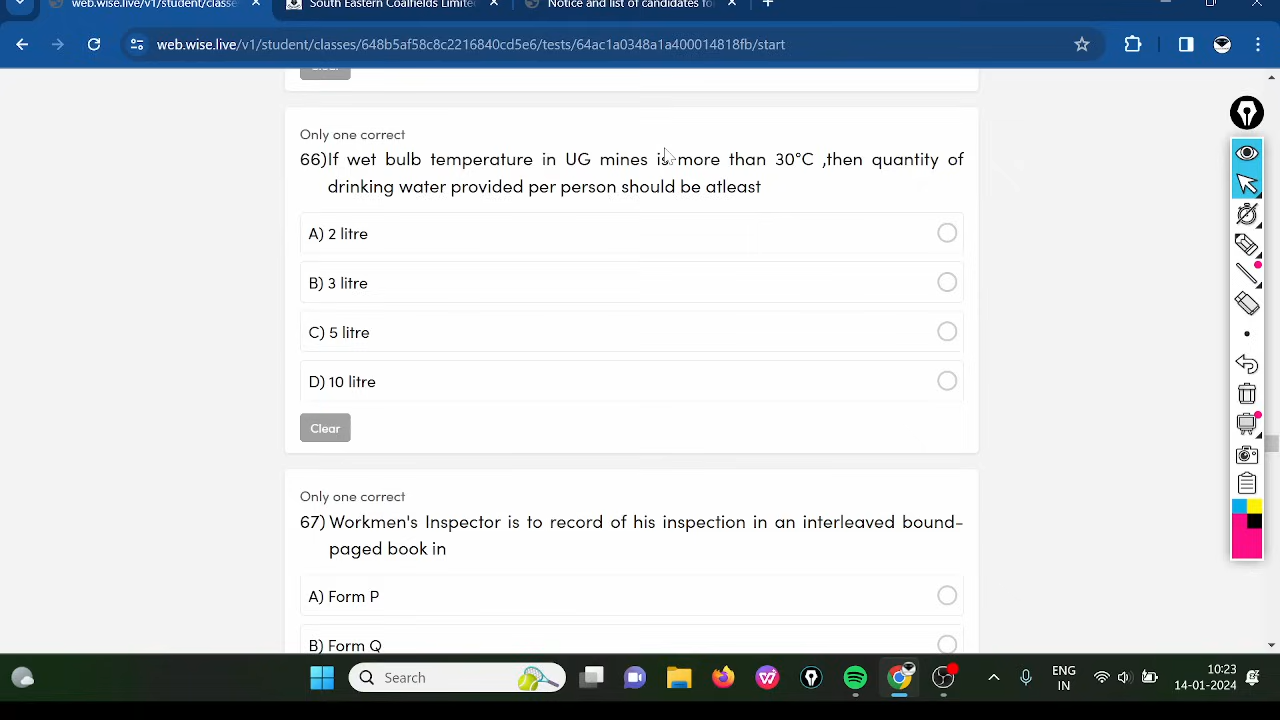 web.wise.live/v1/student/classe
South Eastern Coalfields Limite
Notice and list of candidates fo
web.wise.live/v1/student/classes/648b5af58c8c2216840cd5e6/tests/64ac1a0348a1a400014818fb/start
Clear
Only one correct
66)If wet bulb temperature in UG mines is more than 30°C ,then quantity of
drinking water provided per person should be atleast
A) 2 litre
B) 3 litre
C) 5 litre
D) 10 litre
Clear
Only one correct
67) Workmen's Inspector is to record of his inspection in an interleaved bound-
paged book in
A) Form P
B) Form Q
Search
ENG
IN
10:23
14-01-2024